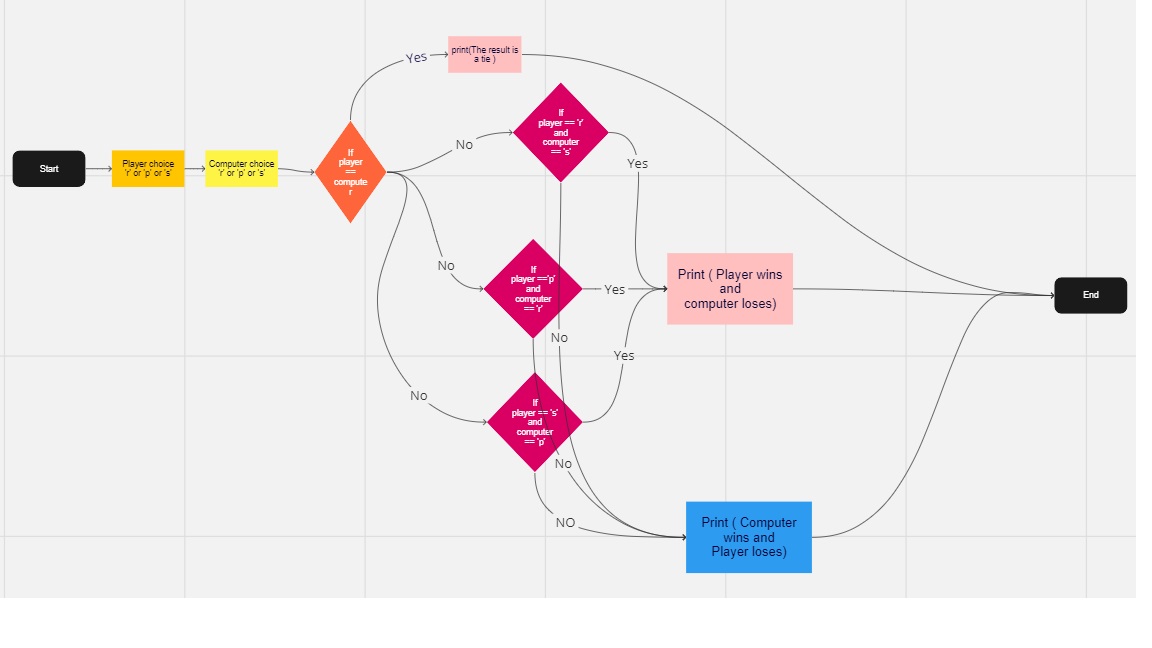 Yes
print(The result is
a tie )
If
player == 'r'
and
computer
== 's'
No
Yes
Start
Player choice
'r' or 'p' or 's'
Computer choice
'r' or 'p' or 's'
If
player
==
compute
r
No
If
player =='p'
and
computer
== 'r'
Yes
Print ( Player wins
and
computer loses)
End
No
Yes
No
If
player == 's'
and
computer
== 'p'
No
NO
Print ( Computer
wins and
Player loses)